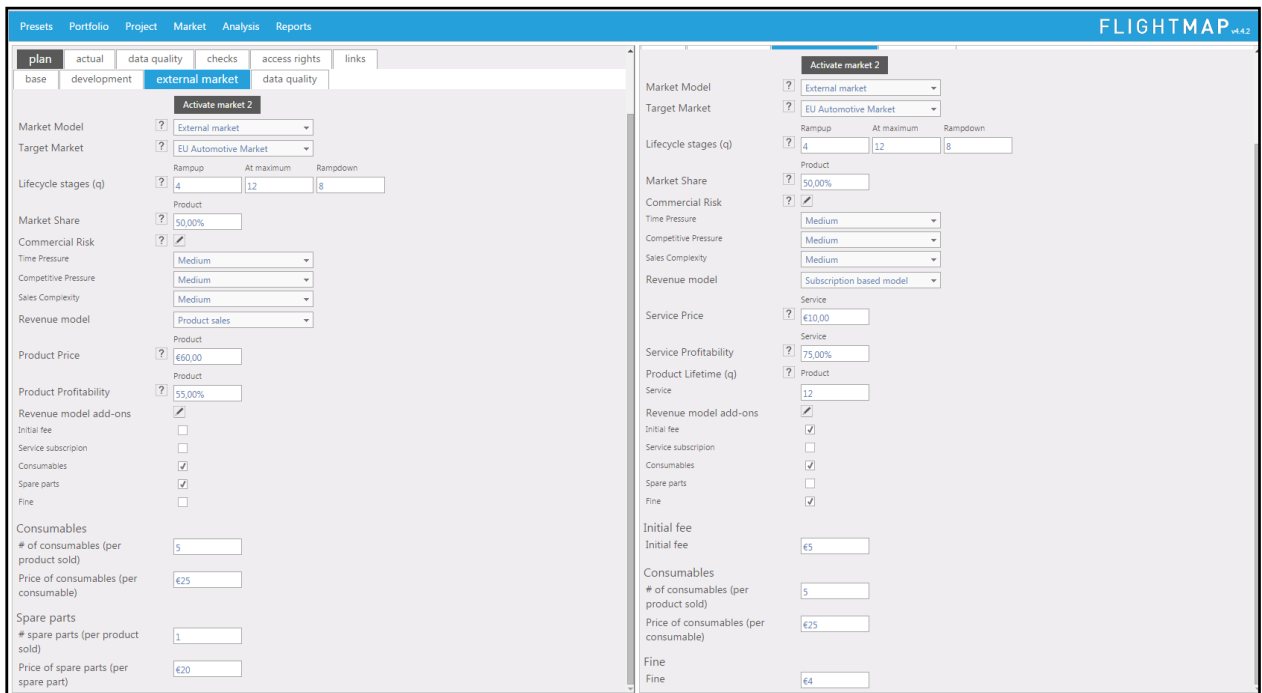 Presets Portfolio Project Market Analysis Reports FLIGHTMAP v4.4.2
plan actual data quality checks access rights links
base development external market data quality
Activate market 2
Market Model ? External market
Target Market ? EU Automotive Market
Rampup At maximum Rampdown
Lifecycle stages (q) ? 4 12 8
Product
Market Share ? 50,00%
Commercial Risk ?
Time Pressure Medium
Competitive Pressure Medium
Sales Complexity Medium
Revenue model Product sales
Product
Product Price ? €60,00
Product
Product Profitability ? 55,00%
Revenue model add-ons
Initial fee
Service subscripion
Consumables
Spare parts
Fine
Consumables
# of consumables (per
product sold) 5
Price of consumables (per
consumable) €25
Spare parts
# spare parts (per product
sold) 1
Price of spare parts (per
spare part) €20
Activate market 2
Market Model ? External market
Target Market ? EU Automotive Market
Rampup At maximum Rampdown
Lifecycle stages (q) ? 4 12 8
Product
Market Share ? 50,00%
Commercial Risk ?
Time Pressure Medium
Competitive Pressure Medium
Sales Complexity Medium
Revenue model Subscription based model
Service
Service Price ? €10,00
Service
Service Profitability ? 75,00%
Product Lifetime (q) ? Product
Service 12
Revenue model add-ons
Initial fee
Service subscripion
Consumables
Spare parts
Fine
Initial fee
Initial fee €5
Consumables
# of consumables (per
product sold) 5
Price of consumables (per
consumable) €25
Fine
Fine €4